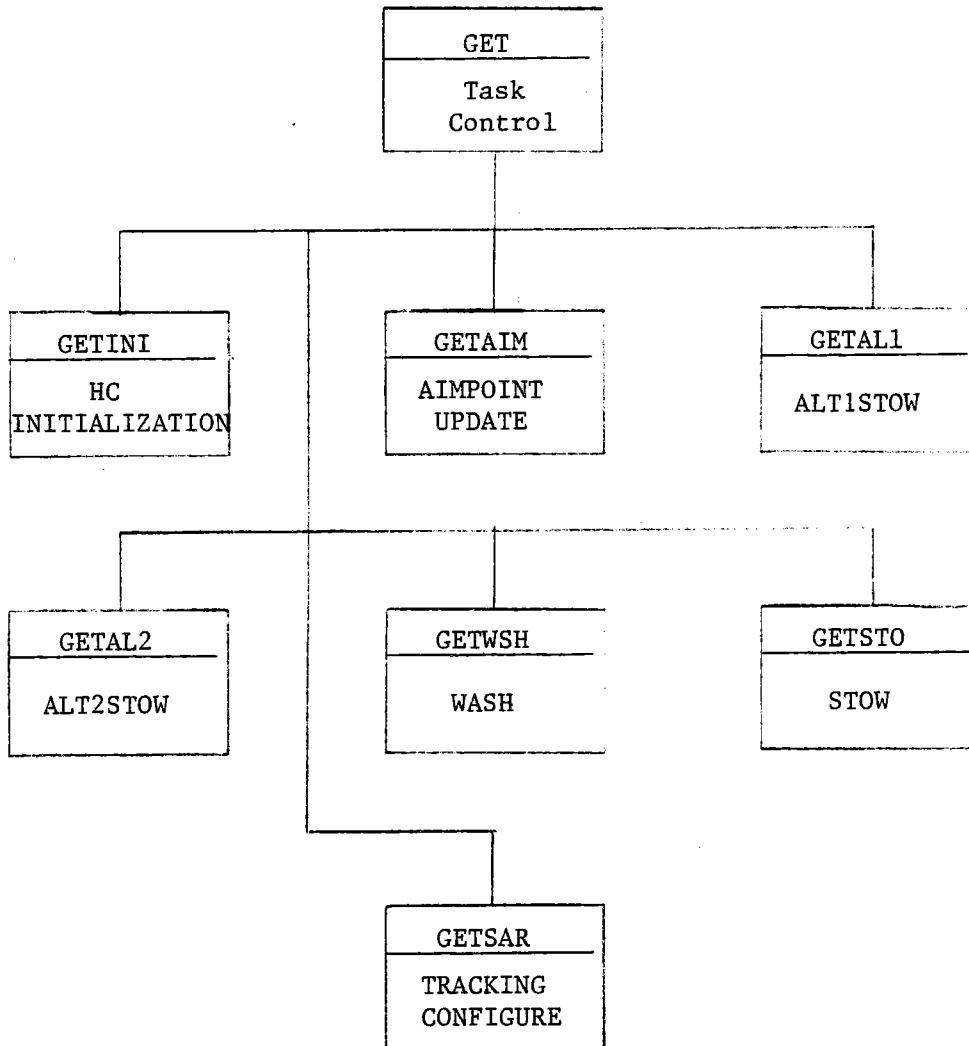 GET
Task
Control
GETINI
HC
INITIALIZATION
GETAIM
AIMPOINT
UPDATE
GETAL1
ALT1STOW
GETAL2
ALT2STOW
GETWSH
WASH
GETSTO
STOW
GETSAR
TRACKING
CONFIGURE